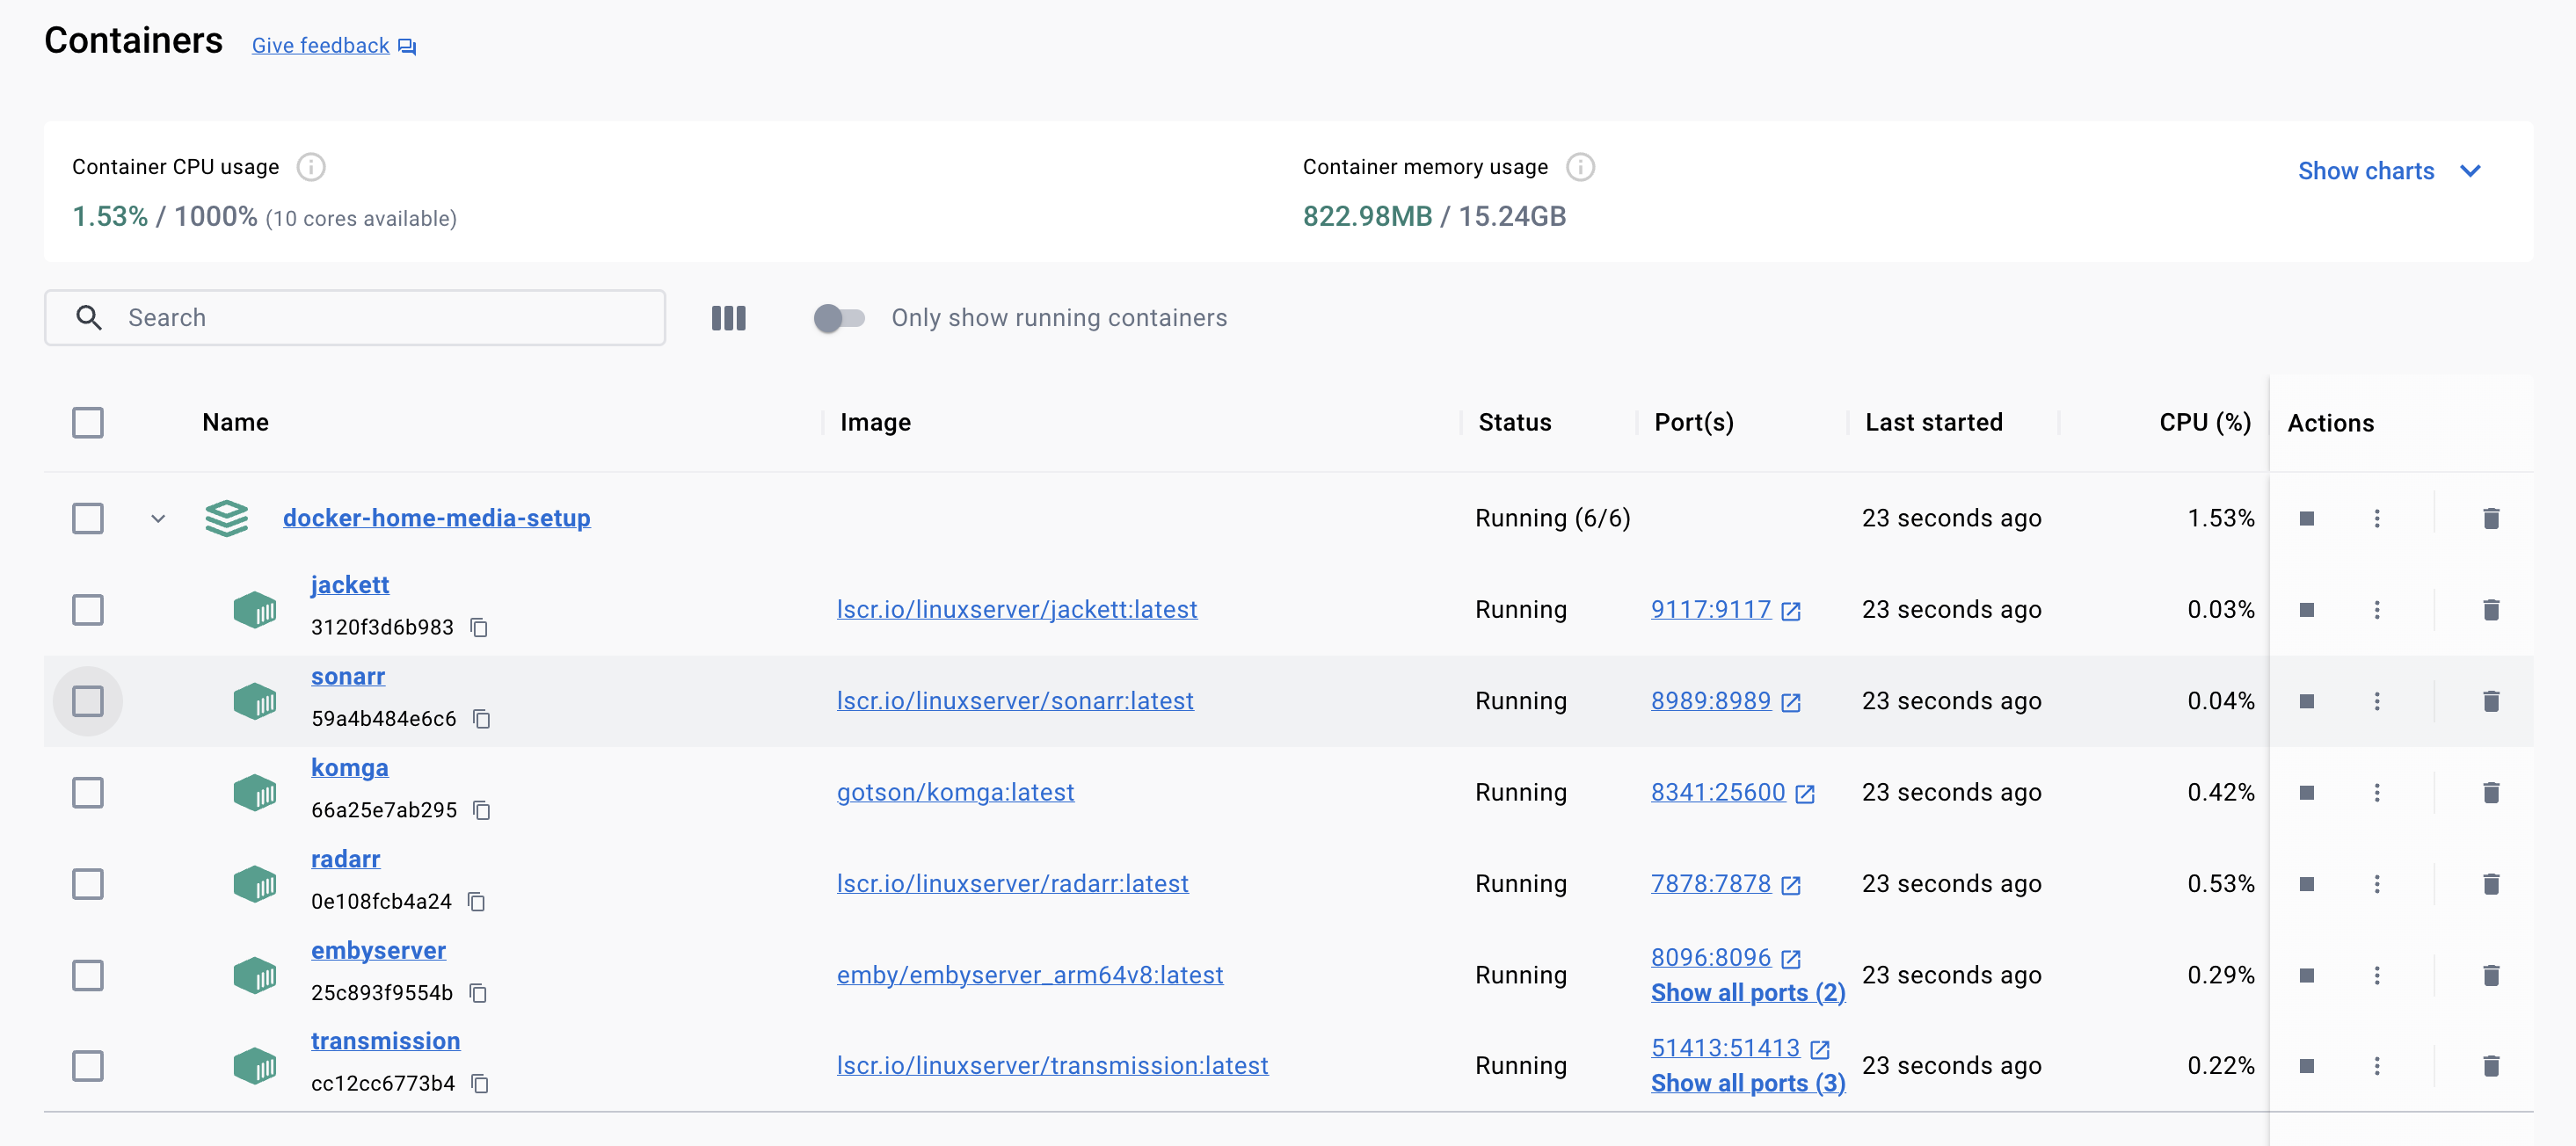 Containers Give feedback
Container CPU usage
1.53% / 1000% (10 cores available)
Container memory usage
822.98MB / 15.24GB
Show charts
Search
Only show running containers
Name Image Status Port(s) Last started CPU (%) Actions
docker-home-media-setup Running (6/6) 23 seconds ago 1.53%
jackett
3120f3d6b983
lscr.io/linuxserver/jackett:latest Running 9117:9117 23 seconds ago 0.03%
sonarr
59a4b484e6c6
lscr.io/linuxserver/sonarr:latest Running 8989:8989 23 seconds ago 0.04%
komga
66a25e7ab295
gotson/komga:latest Running 8341:25600 23 seconds ago 0.42%
radarr
0e108fcb4a24
lscr.io/linuxserver/radarr:latest Running 7878:7878 23 seconds ago 0.53%
embyserver
25c893f9554b
emby/embyserver_arm64v8:latest Running
8096:8096
Show all ports (2)
23 seconds ago 0.29%
transmission
cc12cc6773b4
lscr.io/linuxserver/transmission:latest Running
51413:51413
Show all ports (3)
23 seconds ago 0.22%